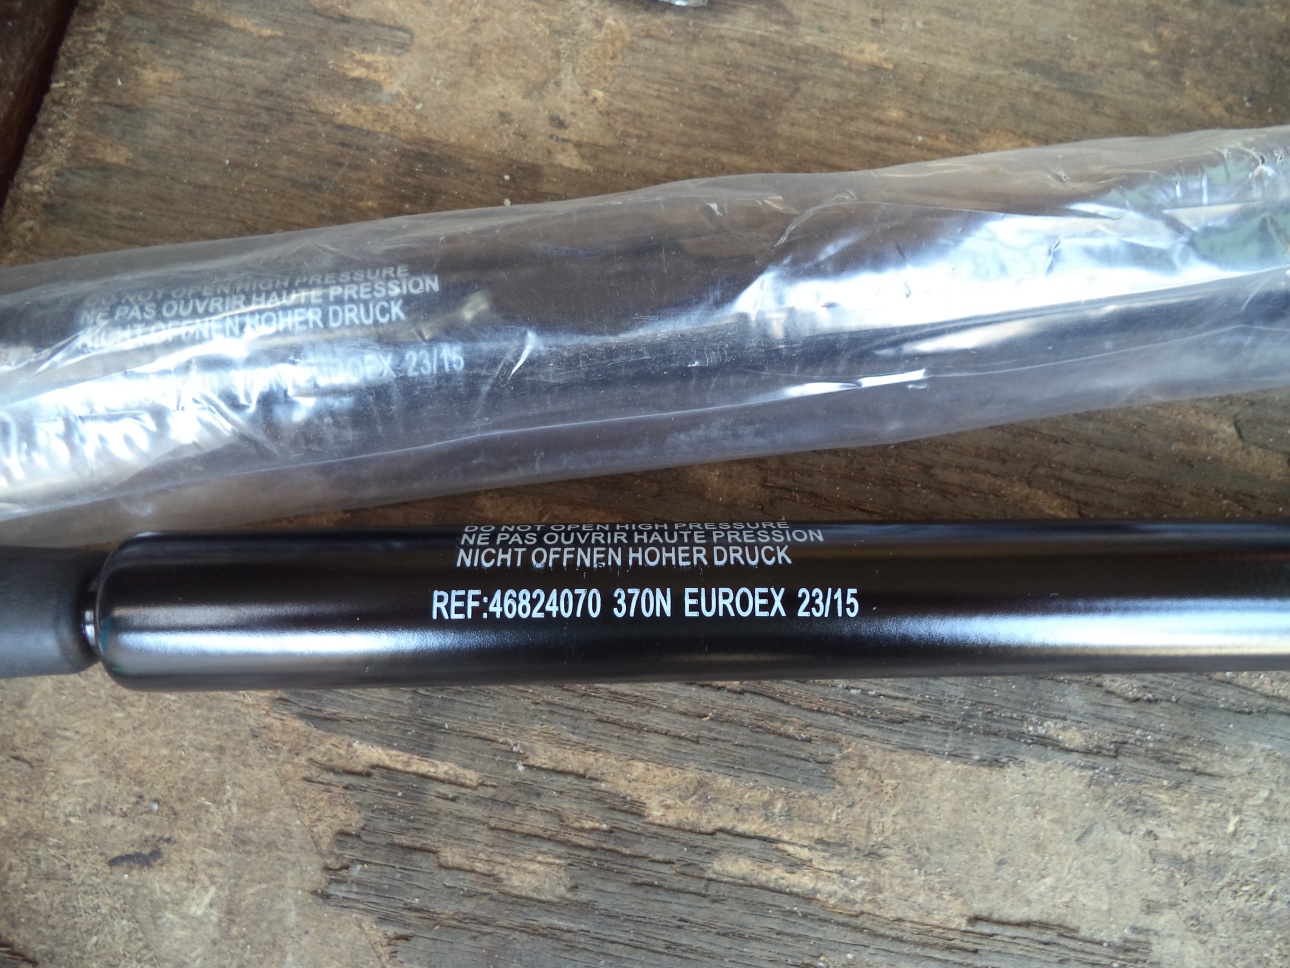 DO NOT OPEN HIGH PRESSURE
NE PAS OUVRIR HAUTE PRESSION
NICHT OFFNEN HOHER DRUCK
EUROEX 23/15
DO NOT OPEN HIGH PRESSURE
NE PAS OUVRIR HAUTE PRESSION
NICHT OFFNEN HOHER DRUCK
REF:46824070 370N EUROEX 23/15